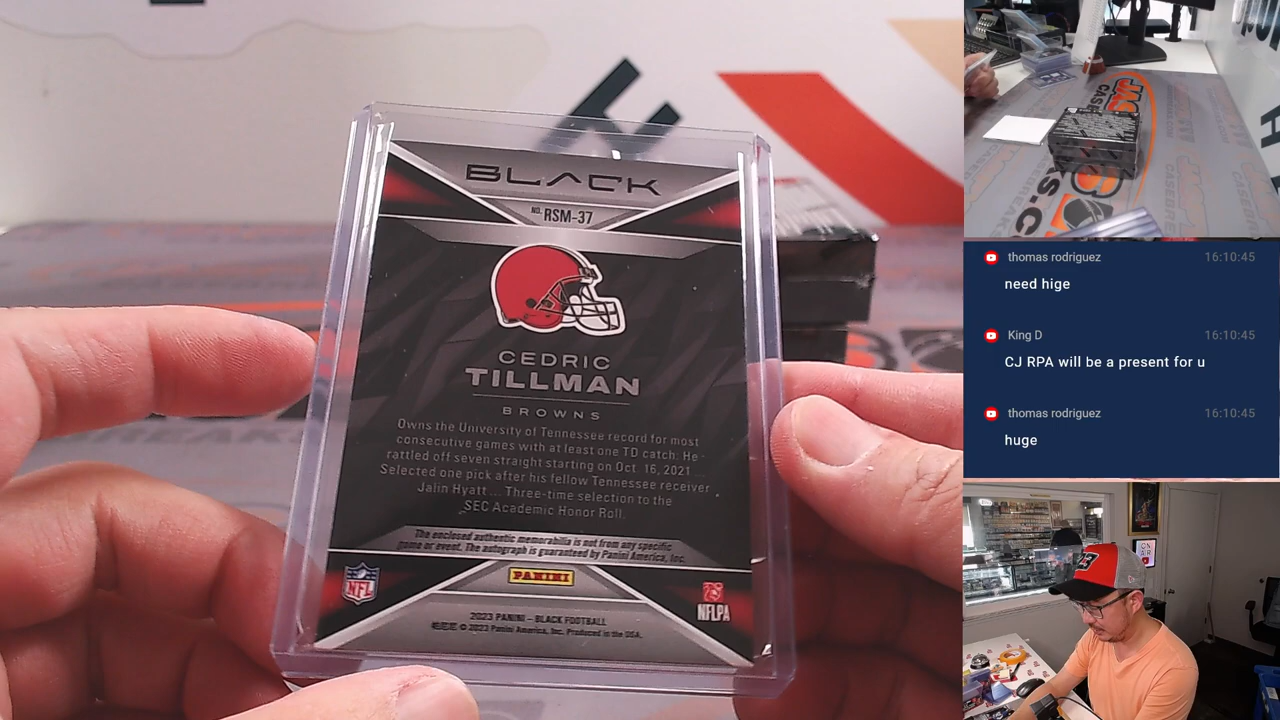 BLACK
NO. RSM-37
CEDRIC
TILLMAN
BROWNS
Owns the University of Tennessee record for most
consecutive games with at least one TD catch: He
rattled off seven straight starting on Oct. 16, 2021 ...
Selected one pick after his fellow Tennessee receiver
Jalin Hyatt ... Three-time selection to the
SEC Academic Honor Roll.
The enclosed authentic memorabilia is not from any specific
game or event. The autograph is guaranteed by Panini America, Inc.
NFL
PANINI
NFLPA
2023 PANINI – BLACK FOOTBALL
© 2023 Panini America, Inc. Produced in the USA.
thomas rodriguez 16:10:45
need hige
King D 16:10:45
CJ RPA will be a present for u
thomas rodriguez 16:10:45
huge
23